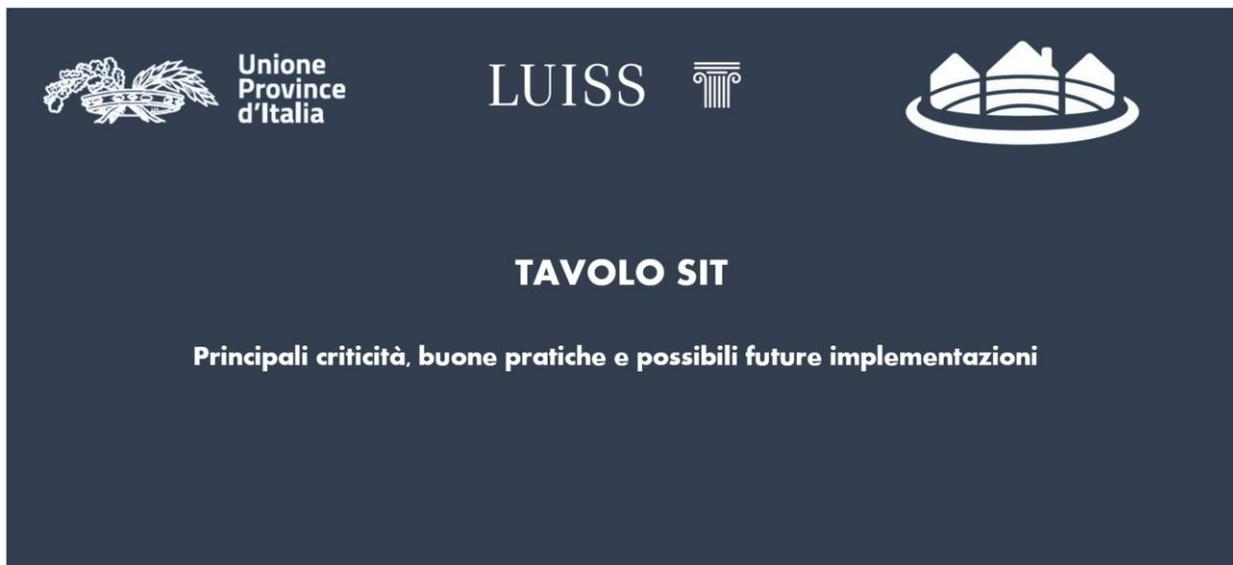 Unione
Province
d'Italia
LUISS
TAVOLO SIT
Principali criticità, buone pratiche e possibili future implementazioni